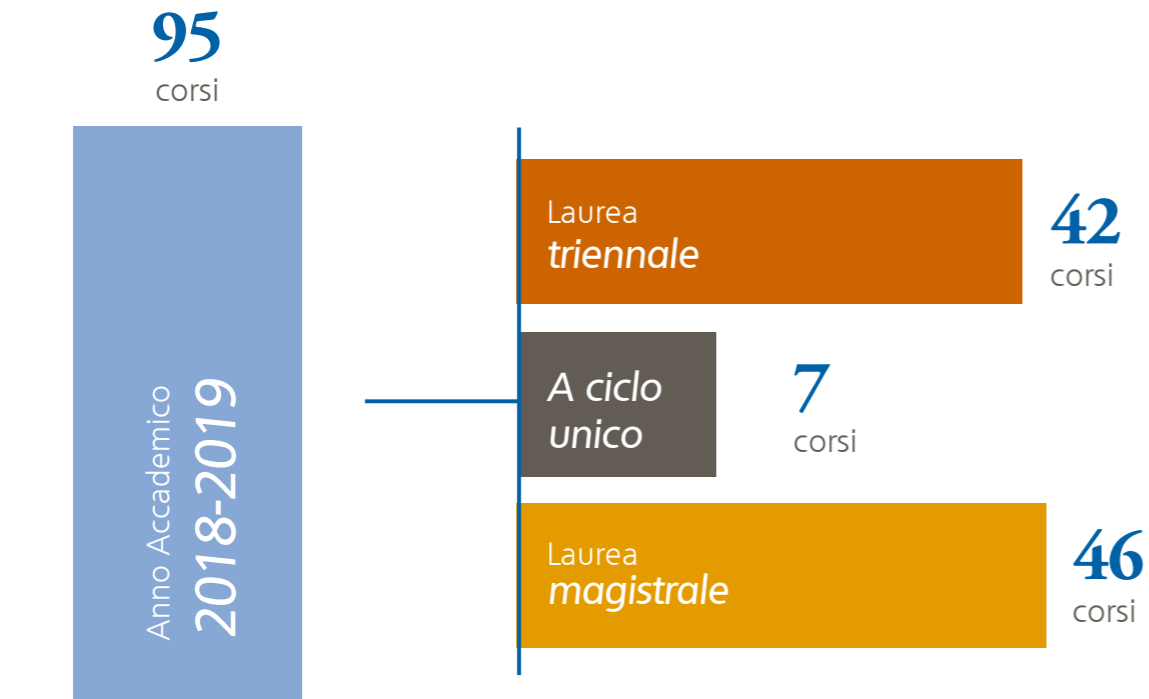 95
corsi
Anno Accademico
2018-2019
Laurea
triennale
42
corsi
A ciclo
unico
7
corsi
Laurea
magistrale
46
corsi